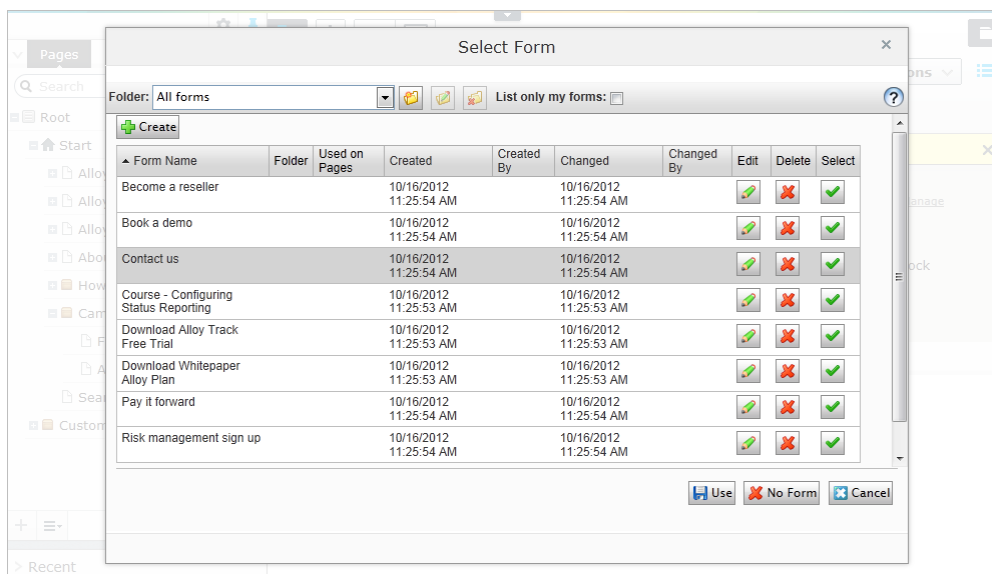 Select Form
Pages
Search
Root
Start
Alloy
Alloy
Alloy
How
Sear
Custom
Recent
Folder: All forms
List only my forms:
Create
Form Name Folder Used on Pages Created Created By Changed Changed By Edit Delete Select
Become a reseller 10/16/2012 10/16/2012
11:25:54 AM 11:25:54 AM
Book a demo 10/16/2012 10/16/2012
11:25:54 AM 11:25:54 AM
Contact us 10/16/2012 10/16/2012
11:25:54 AM 11:25:54 AM
Course - Configuring 10/16/2012 10/16/2012
Status Reporting 11:25:53 AM 11:25:53 AM
Download Alloy Track 10/16/2012 10/16/2012
Free Trial 11:25:53 AM 11:25:53 AM
Download Whitepaper 10/16/2012 10/16/2012
Alloy Plan 11:25:53 AM 11:25:53 AM
Pay it forward 10/16/2012 10/16/2012
11:25:54 AM 11:25:54 AM
Risk management sign up 10/16/2012 10/16/2012
11:25:54 AM 11:25:54 AM
Use No Form Cancel